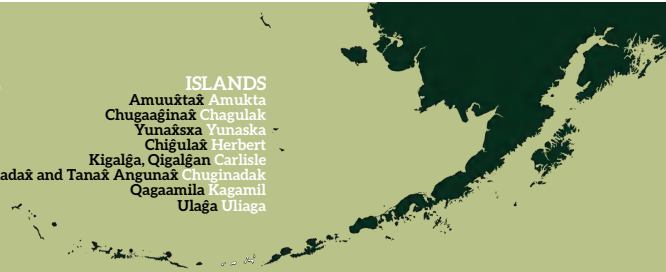 ISLANDS
Amuux̂tax̂ Amukta
Chugaaĝinax̂ Chagulak
Yunax̂sxa Yunaska
Chiĝulax̂ Herbert
Kigalĝa, Qigalĝan Carlisle
adax̂ and Tanax̂ Angunax̂ Chuginadak
Qagaamila Kagamil
Ulaĝa Uliaga